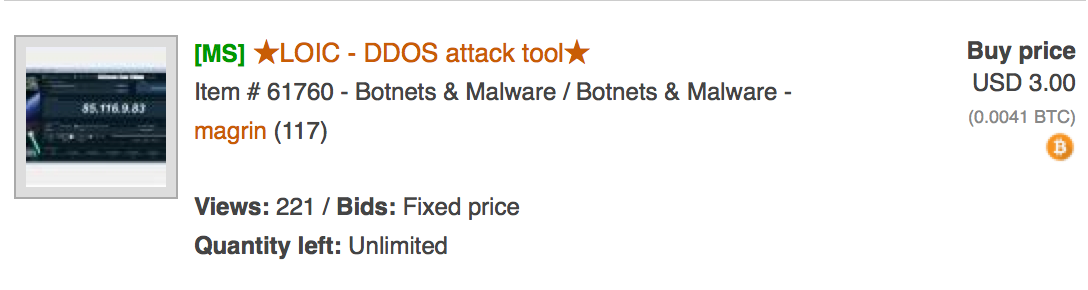 [MS] ★LOIC - DDOS attack tool★
Item # 61760 - Botnets & Malware / Botnets & Malware -
magrin (117)
Views: 221 / Bids: Fixed price
Quantity left: Unlimited
Buy price
USD 3.00
(0.0041 BTC)
85.116.9.83